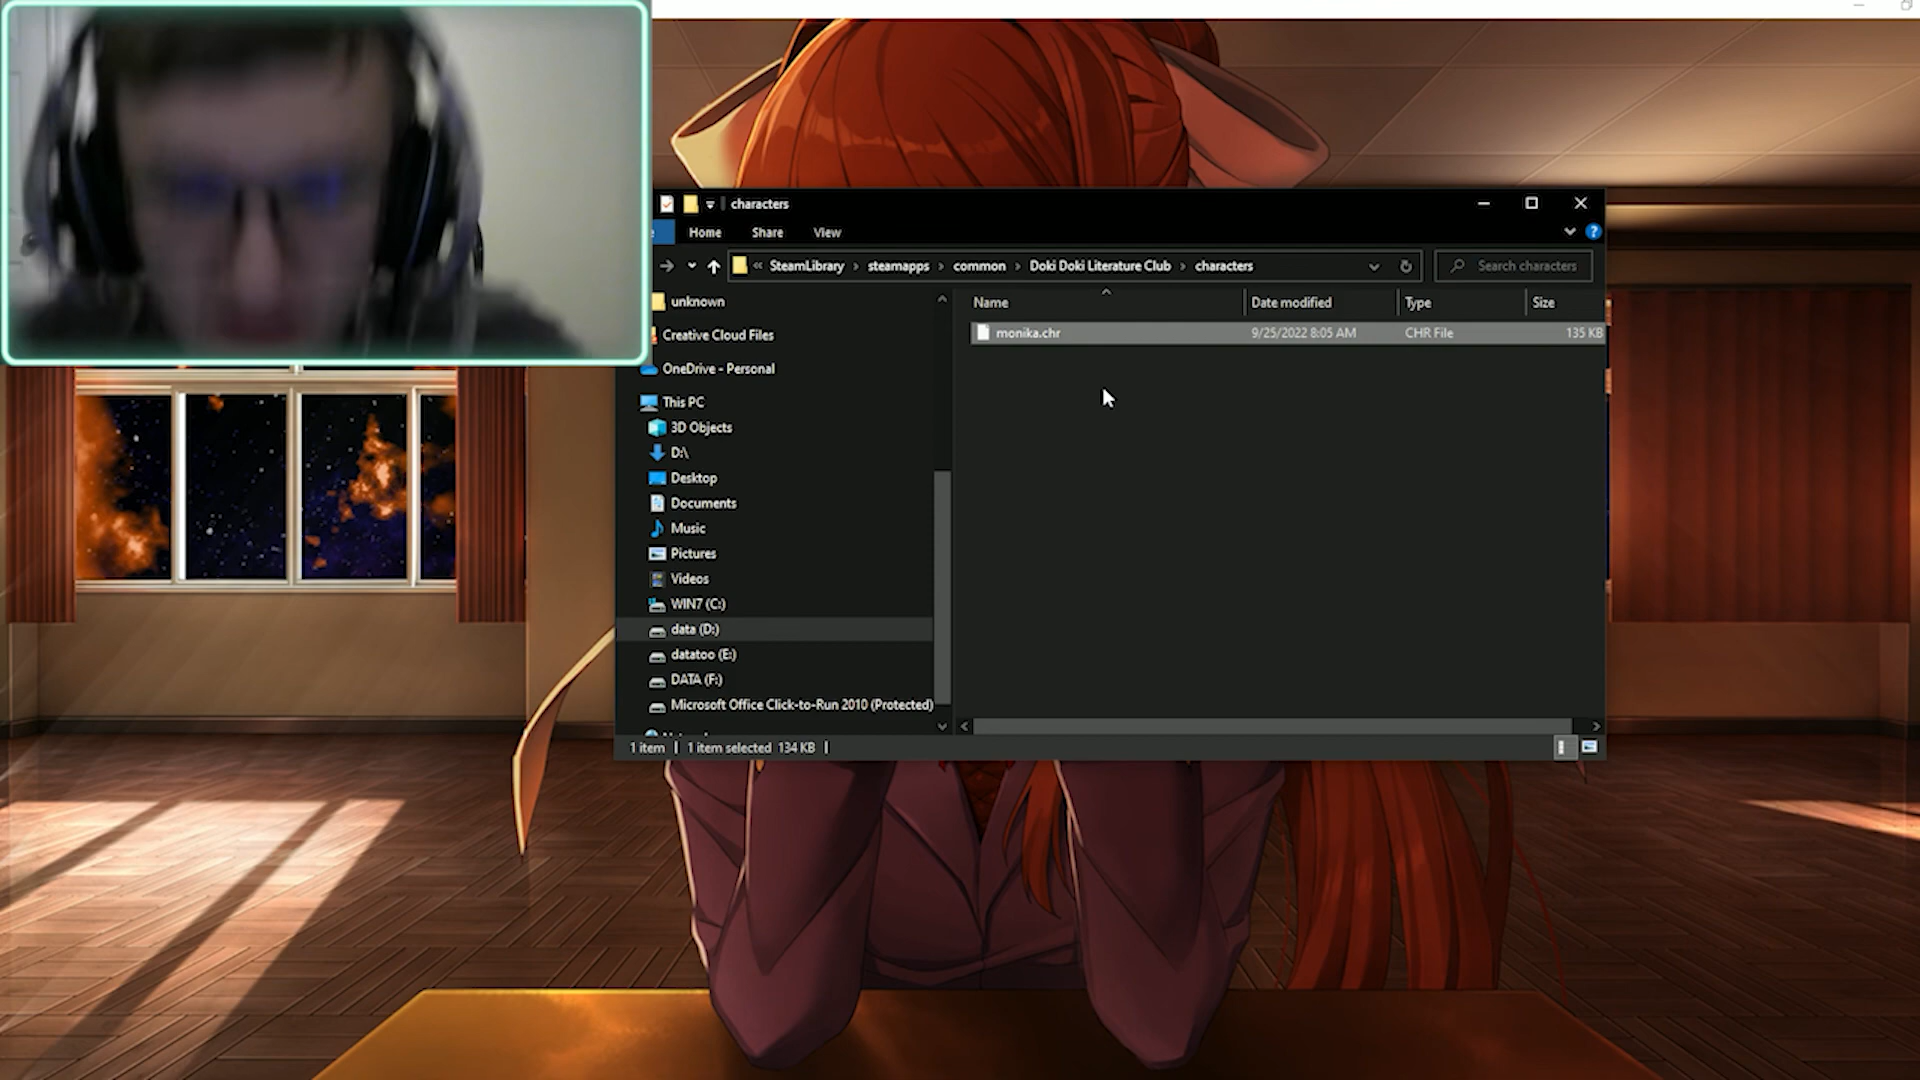 characters
Home Share View
« SteamLibrary › steamapps › common › Doki Doki Literature Club › characters
Search characters
Name Date modified Type Size
monika.chr 9/25/2022 8:05 AM CHR File 135 KB
unknown
Creative Cloud Files
OneDrive - Personal
This PC
3D Objects
D:\
Desktop
Documents
Music
Pictures
Videos
WIN7 (C:)
data (D:)
datatoo (E:)
DATA (F:)
Microsoft Office Click-to-Run 2010 (Protected)
1 item | 1 item selected 134 KB |